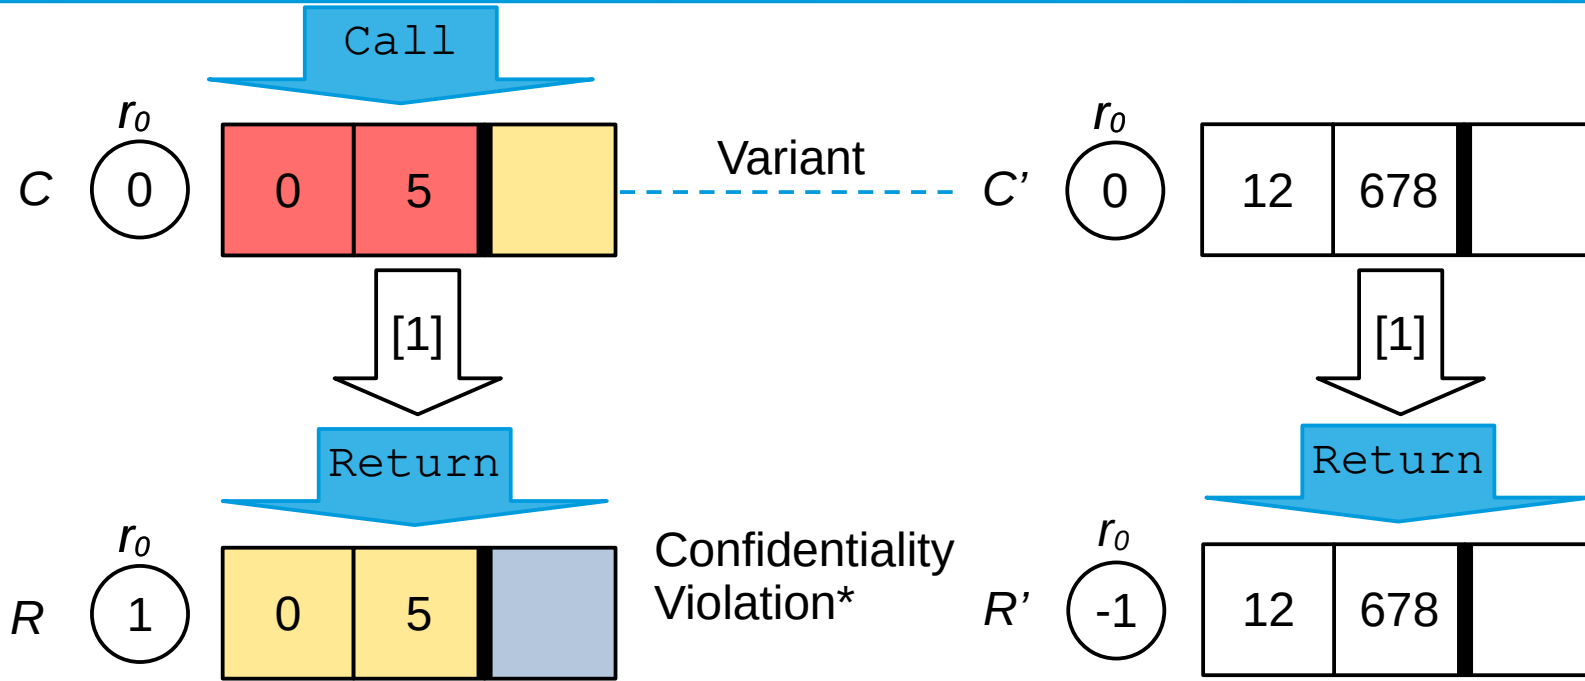 Call
r₀
r₀
C
0
0
5
Variant
C’
0
12
678
[1]
[1]
Return
Return
r₀
r₀
R
1
0
5
Confidentiality
Violation*
R’
-1
12
678